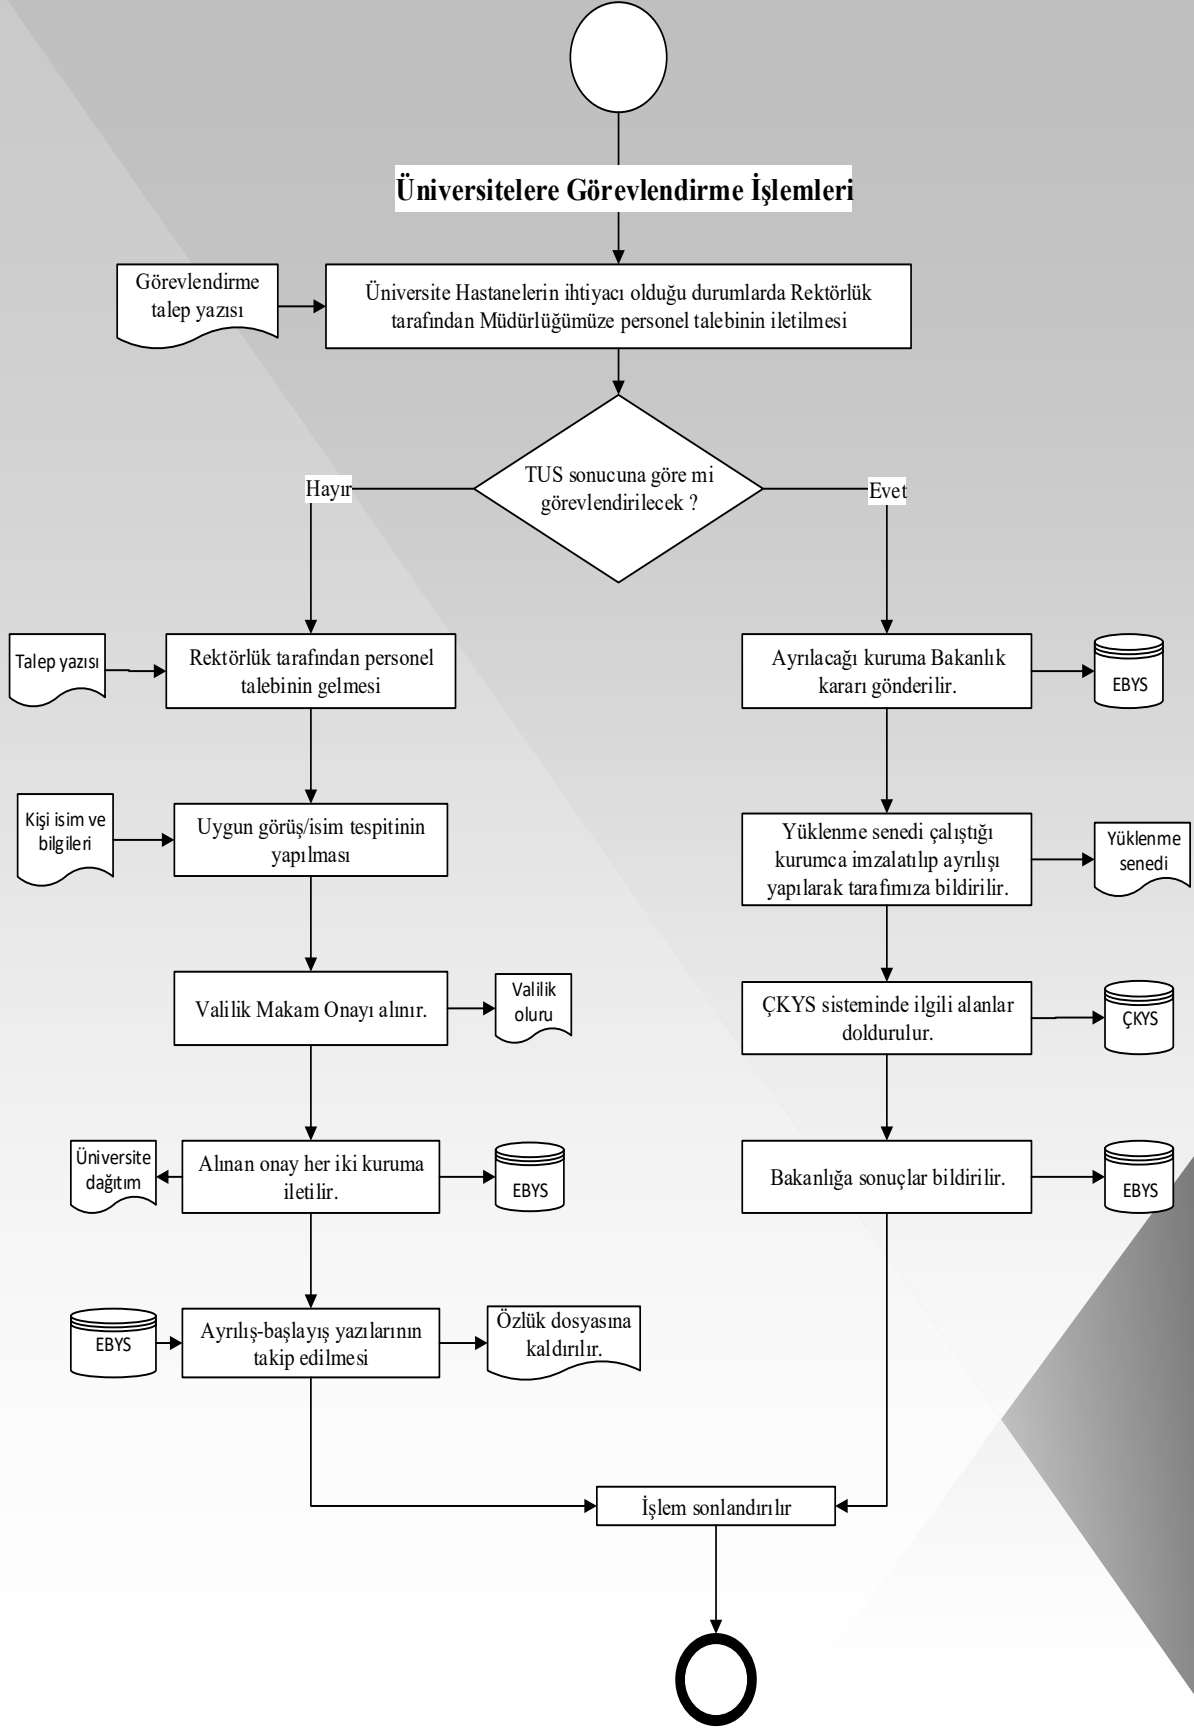 Üniversitelere Görevlendirme İşlemleri
Görevlendirme
talep yazısı
Üniversite Hastanelerin ihtiyacı olduğu durumlarda Rektörlük
tarafından Müdürlüğümüze personel talebinin iletilmesi
TUS sonucuna göre mi
görevlendirilecek ?
Hayır
Evet
Talep yazısı
Rektörlük tarafından personel
talebinin gelmesi
Ayrılacağı kuruma Bakanlık
kararı gönderilir.
EBYS
Kişi isim ve
bilgileri
Uygun görüş/isim tespitinin
yapılması
Yüklenme senedi çalıştığı
kurumca imzalatılıp ayrılışı
yapılarak tarafımıza bildirilir.
Yüklenme
senedi
Valilik Makam Onayı alınır.
Valilik
oluru
ÇKYS sisteminde ilgili alanlar
doldurulur.
ÇKYS
Üniversite
dağıtım
Alınan onay her iki kuruma
iletilir.
EBYS
Bakanlığa sonuçlar bildirilir.
EBYS
EBYS
Ayrılış-başlayış yazılarının
takip edilmesi
Özlük dosyasına
kaldırılır.
İşlem sonlandırılır